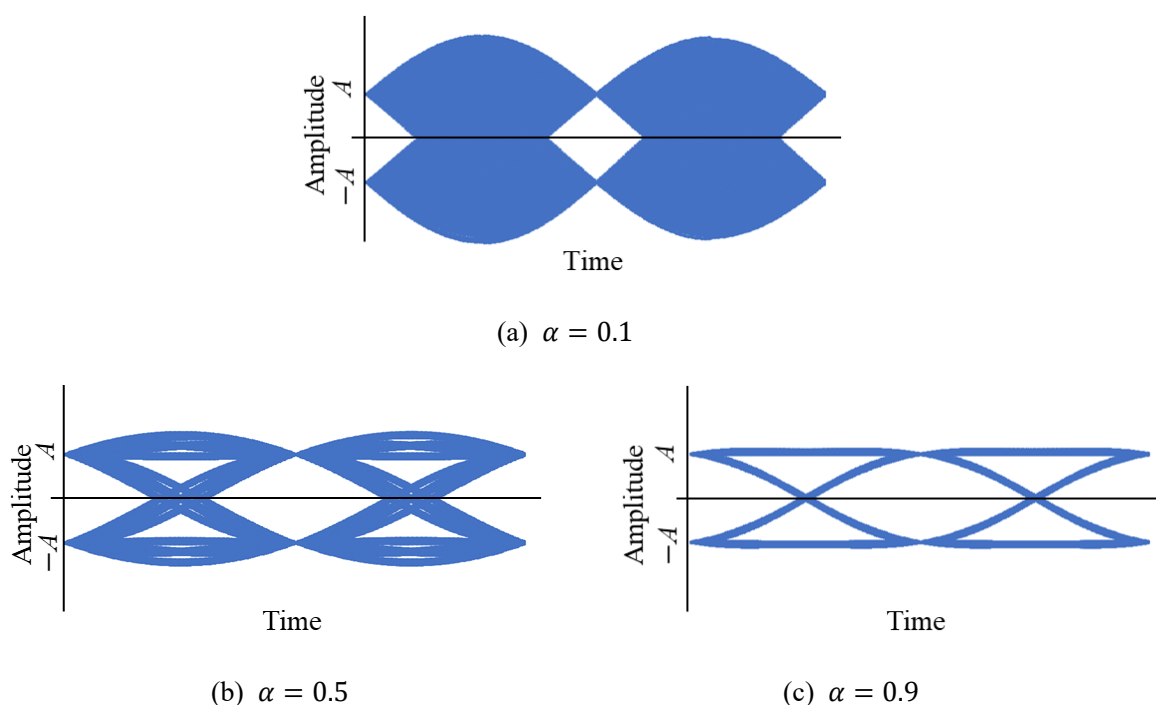 Amplitude
A
−A
Time
(a) α = 0.1
Amplitude
A
−A
Time
(b) α = 0.5
Amplitude
A
−A
Time
(c) α = 0.9